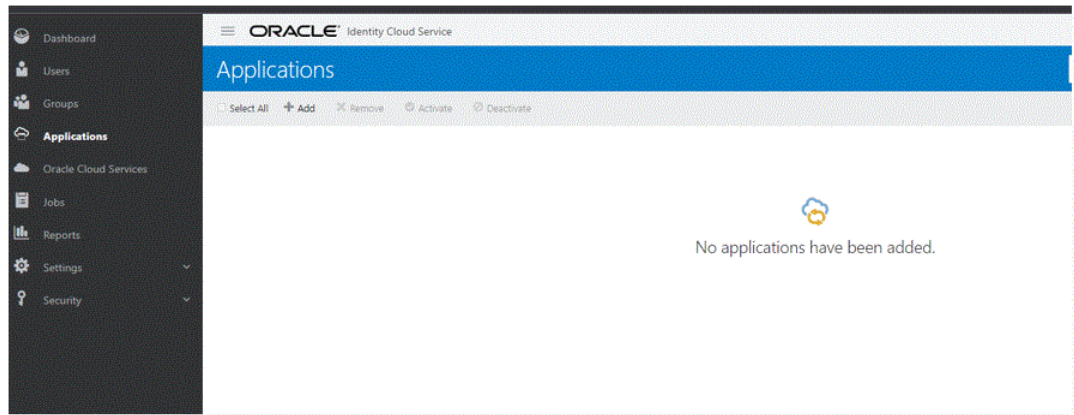 Dashboard
Users
Groups
Applications
Oracle Cloud Services
Jobs
Reports
Settings
Security
ORACLE® Identity Cloud Service
Applications
Select All Add Remove Activate Deactivate
No applications have been added.